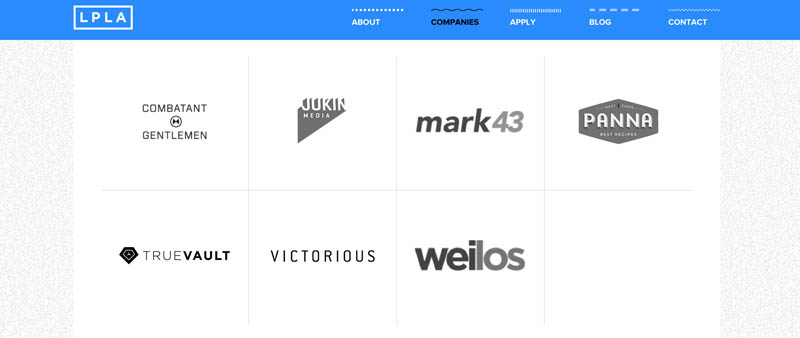 LPLA
ABOUT
COMPANIES
APPLY
BLOG
CONTACT
COMBATANT
GENTLEMEN
JUKIN
MEDIA
mark43
PANNA
BEST RECIPES
TRUEVAULT
VICTORIOUS
weilos